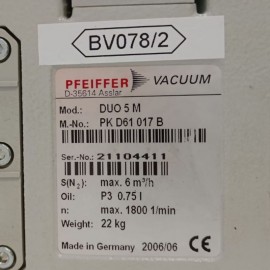 BV078/2
PFEIFFER VACUUM
D-35614 Asslar
Mod.: DUO 5 M
M.-No.: PK D61 017 B
Ser.-No.: 21104411
S(N₂): max. 6 m³/h
Oil: P3 0.75 l
n: max. 1800 1/min
Weight: 22 kg
Made in Germany 2006/06 CE